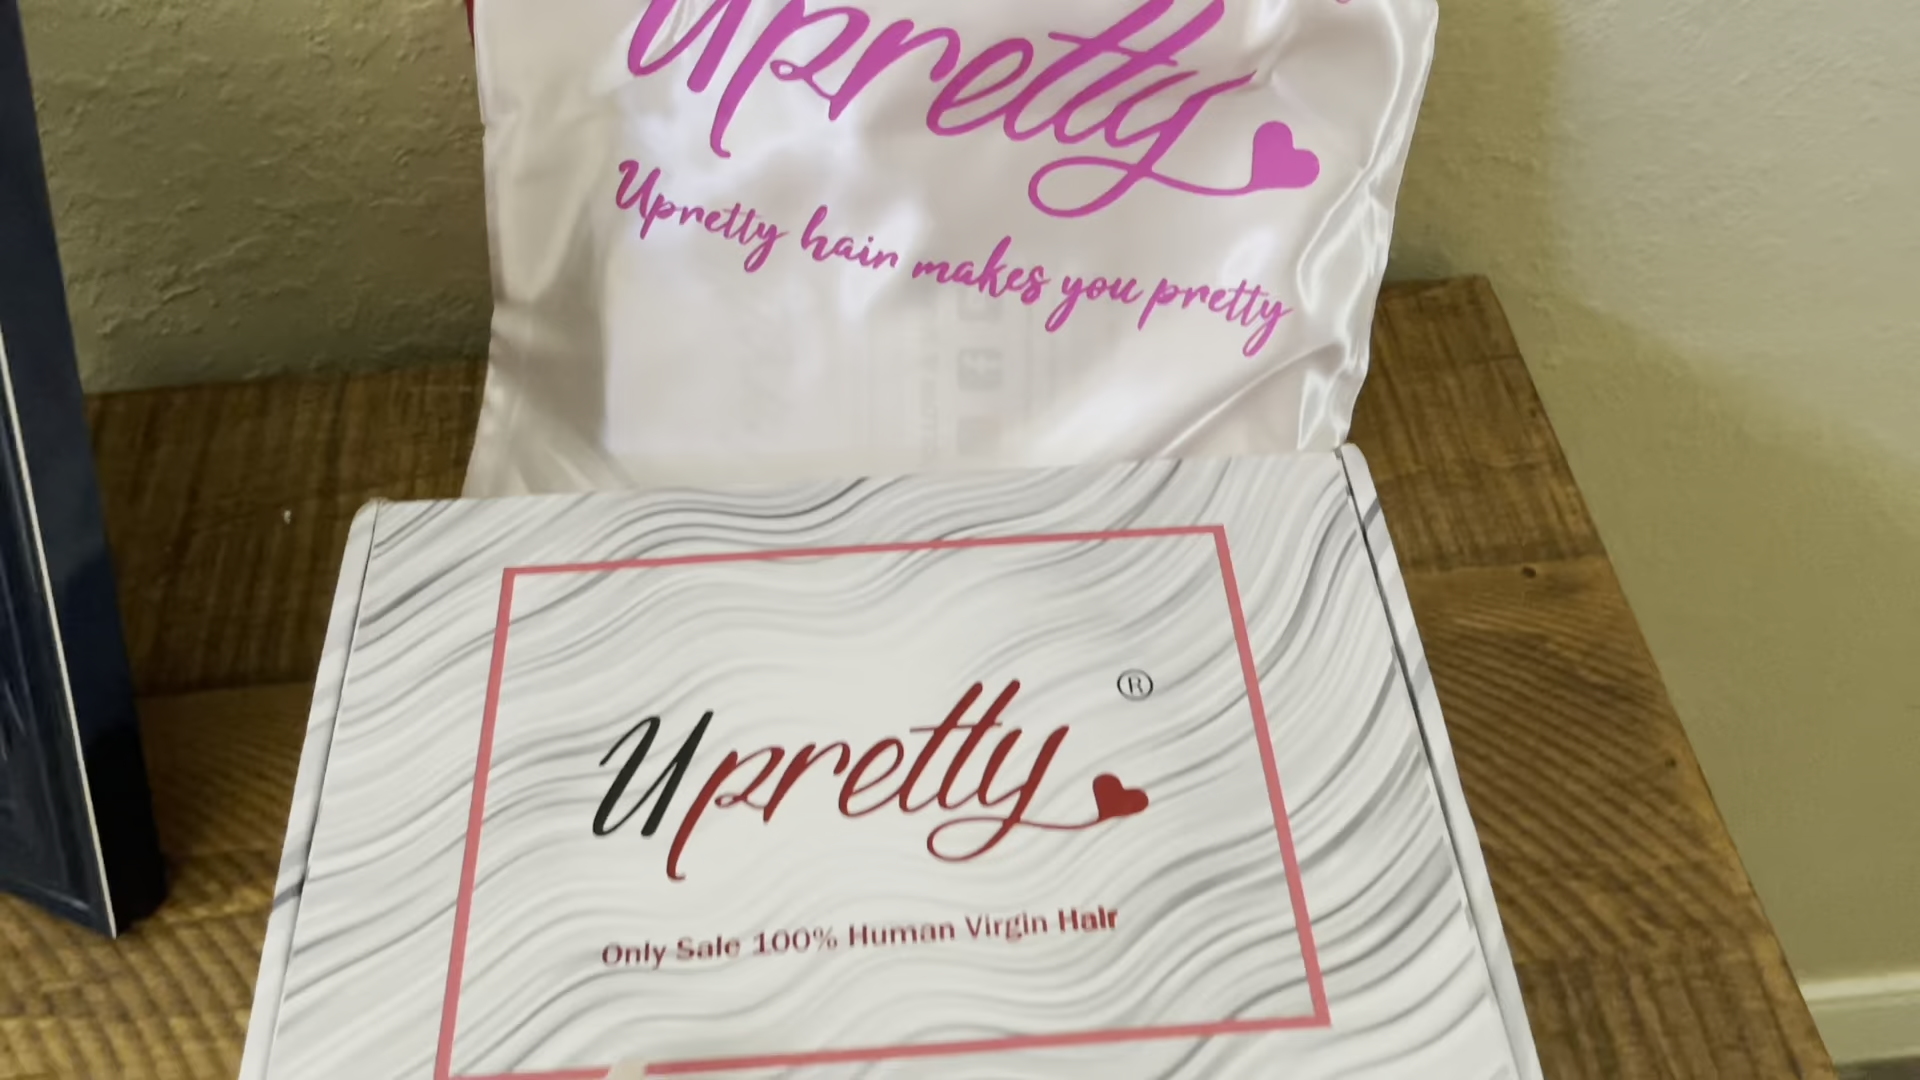 Upretty
Upretty hair makes you pretty
Upretty ®
Only Sale 100% Human Virgin Hair